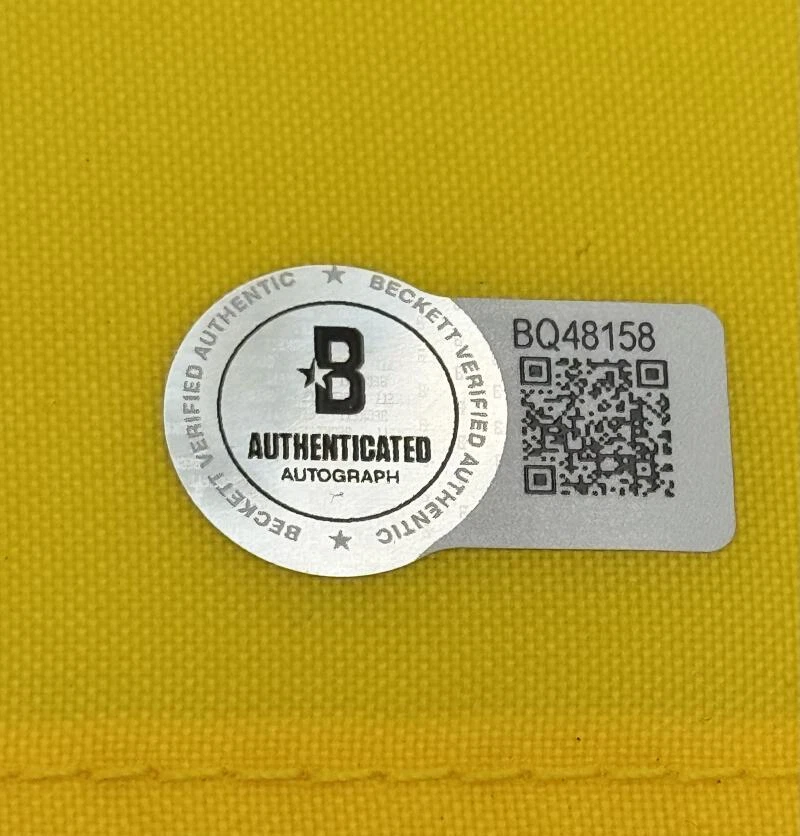 BECKETT VERIFIED AUTHENTIC ★ BECKETT VERIFIED AUTHENTIC ★
B
AUTHENTICATED
AUTOGRAPH
BQ48158